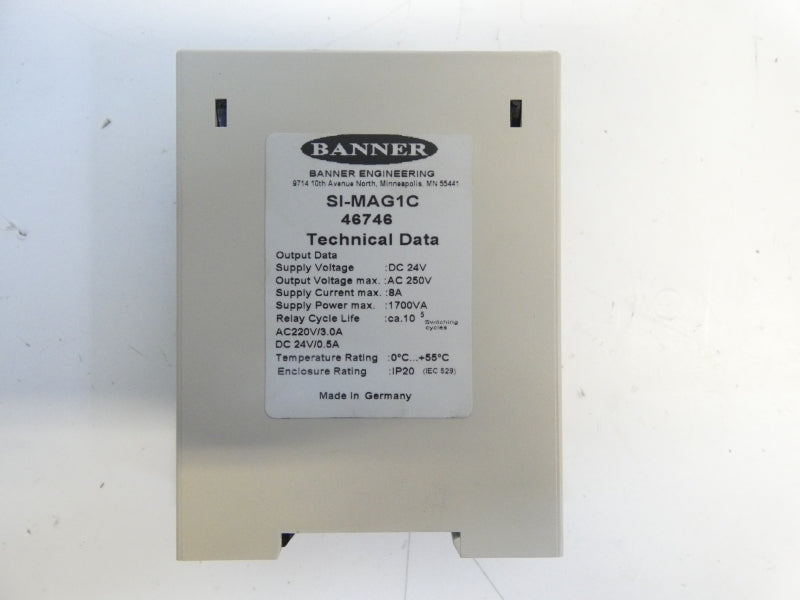 BANNER
BANNER ENGINEERING
9714 10th Avenue North, Minneapolis, MN 55441
SI-MAG1C
46746
Technical Data
Output Data
Supply Voltage :DC 24V
Output Voltage max. :AC 250V
Supply Current max. :8A
Supply Power max. :1700VA
Relay Cycle Life :ca.10 5 Switching cycles
AC220V/3.0A
DC 24V/0.5A
Temperature Rating :0°C...+55°C
Enclosure Rating :IP20 (IEC 529)
Made in Germany